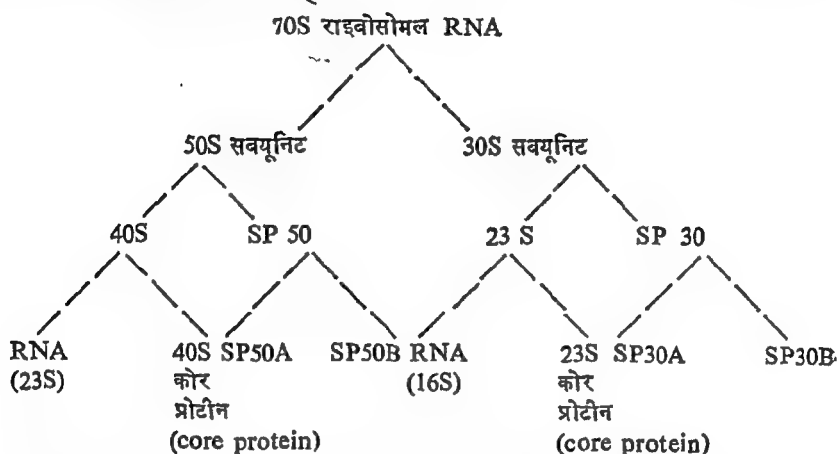 70S राइवोसोमल RNA
50S सबयूनिट 30S सबयूनिट
40S SP 50 23 S SP 30
RNA 40S SP50A SP50B RNA 23S SP30A SP30B
(23S) कोर (16S) कोर
प्रोटीन प्रोटीन
(core protein) (core protein)